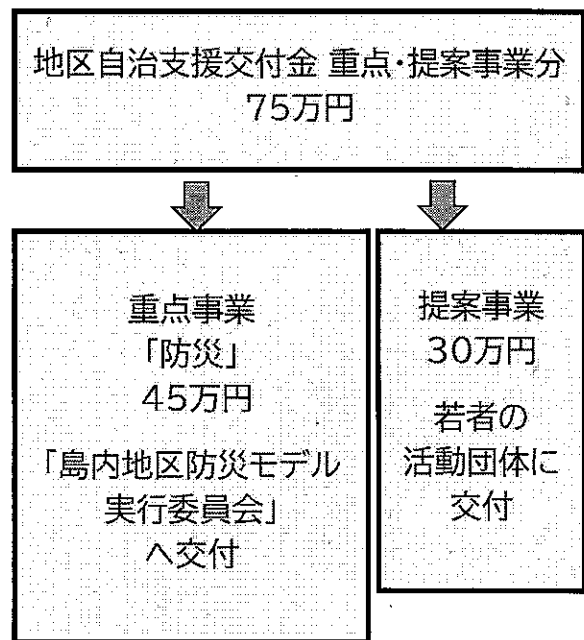 地区自治支援交付金 重点・提案事業分
75万円
重点事業
「防災」
45万円
「島内地区防災モデル
実行委員会」
へ交付
提案事業
30万円
若者の
活動団体に
交付